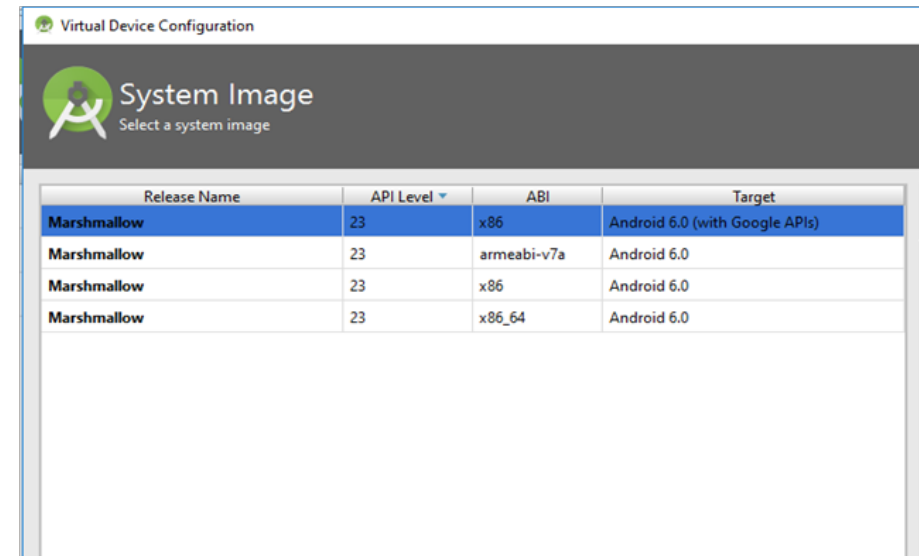 Virtual Device Configuration
System Image
Select a system image
Release Name API Level ABI Target
Marshmallow 23 x86 Android 6.0 (with Google APIs)
Marshmallow 23 armeabi-v7a Android 6.0
Marshmallow 23 x86 Android 6.0
Marshmallow 23 x86_64 Android 6.0